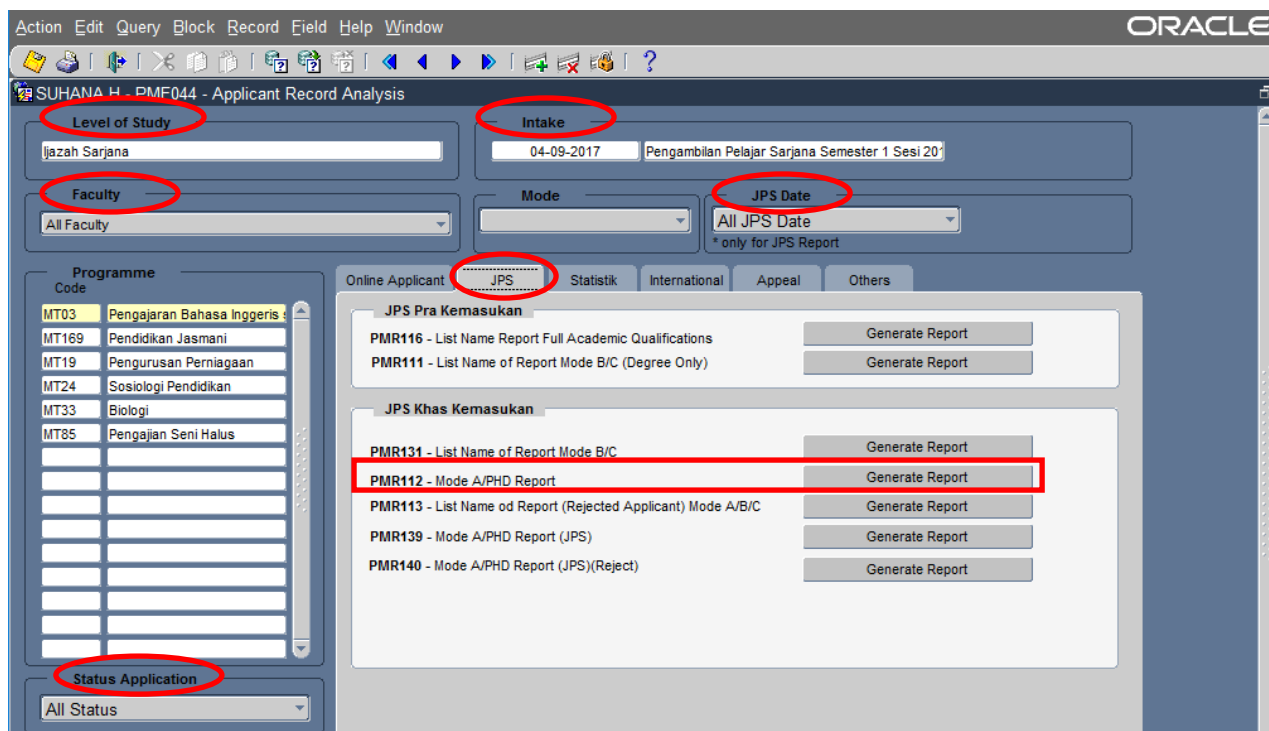 Action Edit Query Block Record Field Help Window
ORACLE
SUHANA.H - PMF044 - Applicant Record Analysis
Level of Study
Intake
Ijazah Sarjana
04-09-2017 Pengambilan Pelajar Sarjana Semester 1 Sesi 201
Faculty
Mode
JPS Date
All Faculty
All JPS Date
* only for JPS Report
Programme
Code
Online Applicant JPS Statistik International Appeal Others
MT03 Pengajaran Bahasa Inggeris s
MT169 Pendidikan Jasmani
MT19 Pengurusan Perniagaan
MT24 Sosiologi Pendidikan
MT33 Biologi
MT85 Pengajian Seni Halus
JPS Pra Kemasukan
PMR116 - List Name Report Full Academic Qualifications Generate Report
PMR111 - List Name of Report Mode B/C (Degree Only) Generate Report
JPS Khas Kemasukan
PMR131 - List Name of Report Mode B/C Generate Report
PMR112 - Mode A/PHD Report Generate Report
PMR113 - List Name od Report (Rejected Applicant) Mode A/B/C Generate Report
PMR139 - Mode A/PHD Report (JPS) Generate Report
PMR140 - Mode A/PHD Report (JPS)(Reject) Generate Report
Status Application
All Status